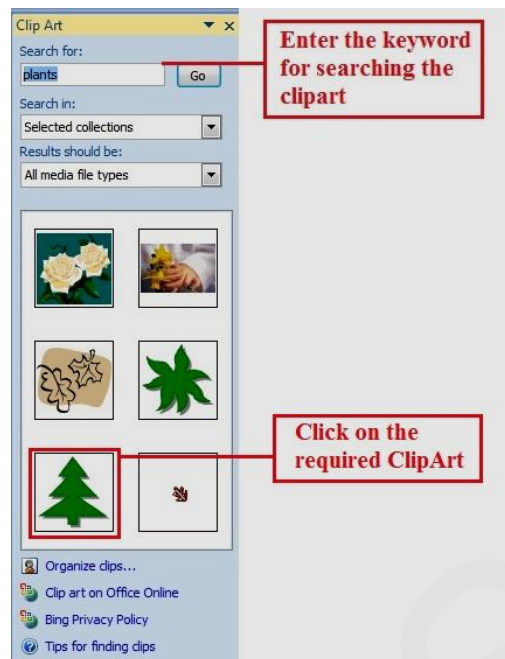 Clip Art
Search for:
plants
Go
Search in:
Selected collections
Results should be:
All media file types
Organize clips...
Clip art on Office Online
Bing Privacy Policy
Tips for finding clips
Enter the keyword
for searching the
clipart
Click on the
required ClipArt